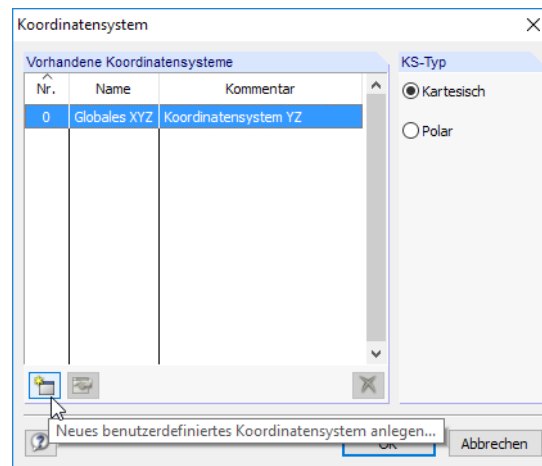 Koordinatensystem
Vorhandene Koordinatensysteme
KS-Typ
Nr. Name Kommentar
Kartesisch
0 Globales XYZ Koordinatensystem YZ
Polar
Neues benutzerdefiniertes Koordinatensystem anlegen...
OK
Abbrechen